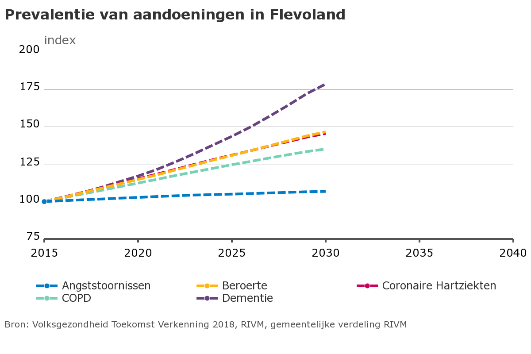 Prevalentie van aandoeningen in Flevoland
index
200
175
150
125
100
75
2015 2020 2025 2030 2035 2040
Angststoornissen Beroerte Coronaire Hartziekten
COPD Dementie
Bron: Volksgezondheid Toekomst Verkenning 2018, RIVM, gemeentelijke verdeling RIVM